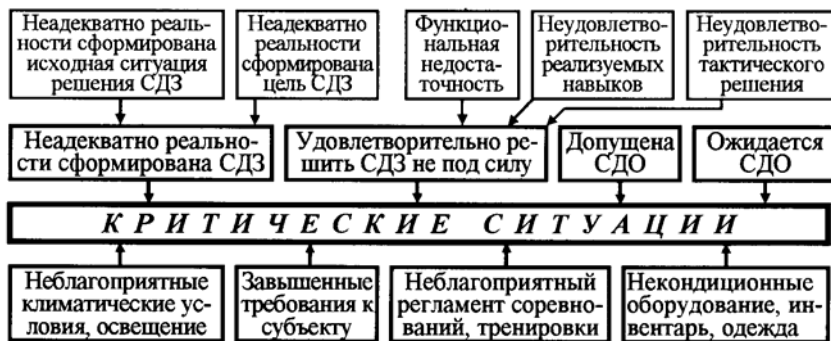 Неадекватно реаль-
ности сформирована
исходная ситуация
решения СДЗ
Неадекватно
реальности
сформирована
цель СДЗ
Функцио-
нальная
недоста-
точность
Неудовлетво-
рительность
реализуемых
навыков
Неудовлетво-
рительность
тактического
решения
Неадекватно реально-
сти сформирована СДЗ
Удовлетворительно ре-
шить СДЗ не под силу
Допущена
СДО
Ожидается
СДО
КРИТИЧЕСКИЕ СИТУАЦИИ
Неблагоприятные
климатические ус-
ловия, освещение
Завышенные
требования к
субъекту
Неблагоприятный
регламент соревно-
ваний, тренировки
Некондиционные
оборудование, ин-
вентарь, одежда